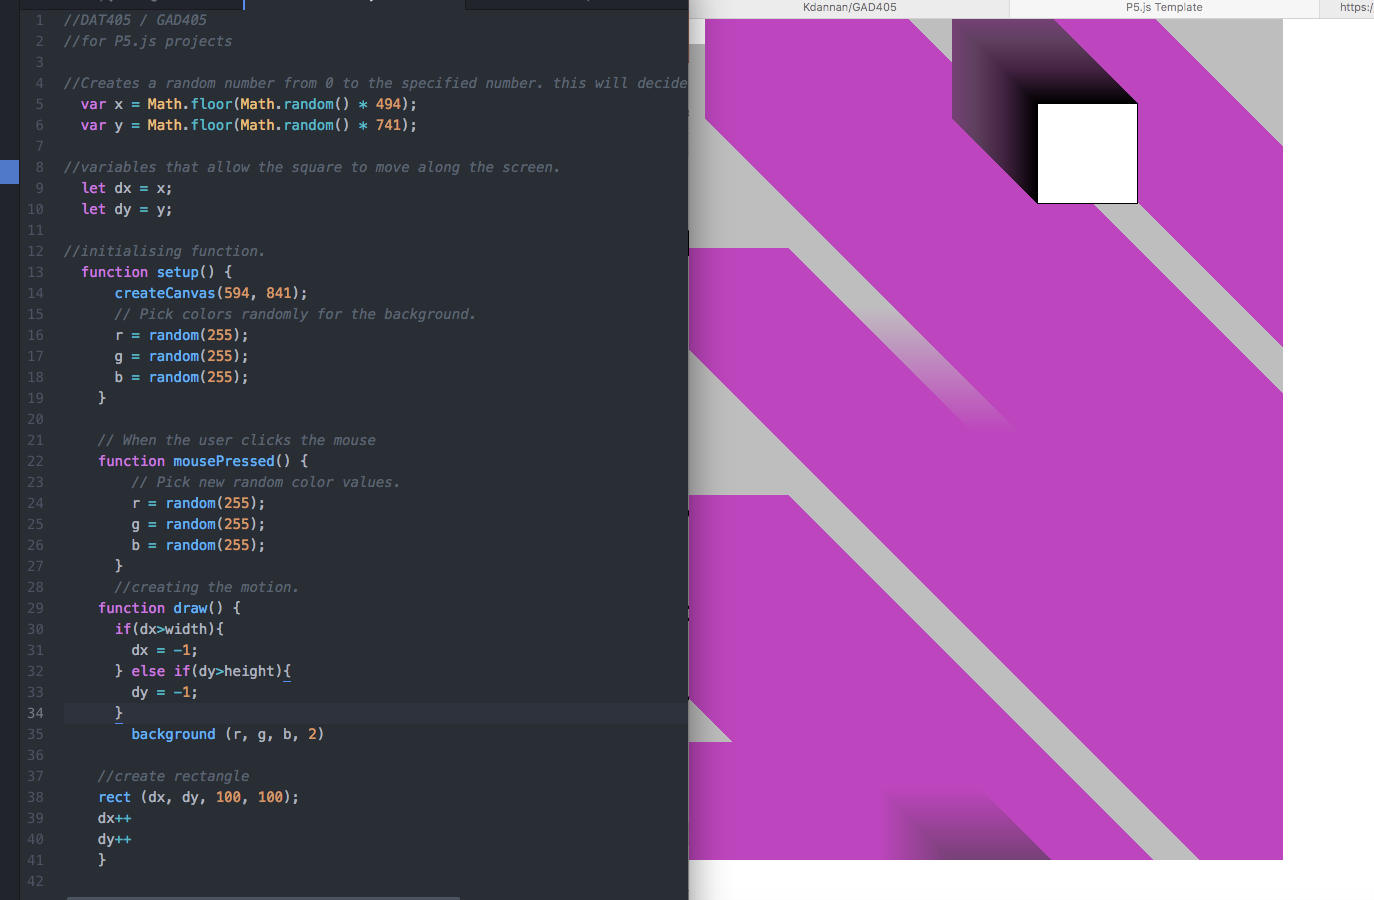 Kdannan/GAD405
P5.js Template
https:/
1 //DAT405 / GAD405
2 //for P5.js projects
3
4 //Creates a random number from 0 to the specified number. this will decide
5 var x = Math.floor(Math.random() * 494);
6 var y = Math.floor(Math.random() * 741);
7
8 //variables that allow the square to move along the screen.
9 let dx = x;
10 let dy = y;
11
12 //initialising function.
13 function setup() {
14 createCanvas(594, 841);
15 // Pick colors randomly for the background.
16 r = random(255);
17 g = random(255);
18 b = random(255);
19 }
20
21 // When the user clicks the mouse
22 function mousePressed() {
23 // Pick new random color values.
24 r = random(255);
25 g = random(255);
26 b = random(255);
27 }
28 //creating the motion.
29 function draw() {
30 if(dx>width){
31 dx = -1;
32 } else if(dy>height){
33 dy = -1;
34 }
35 background (r, g, b, 2)
36
37 //create rectangle
38 rect (dx, dy, 100, 100);
39 dx++
40 dy++
41 }
42